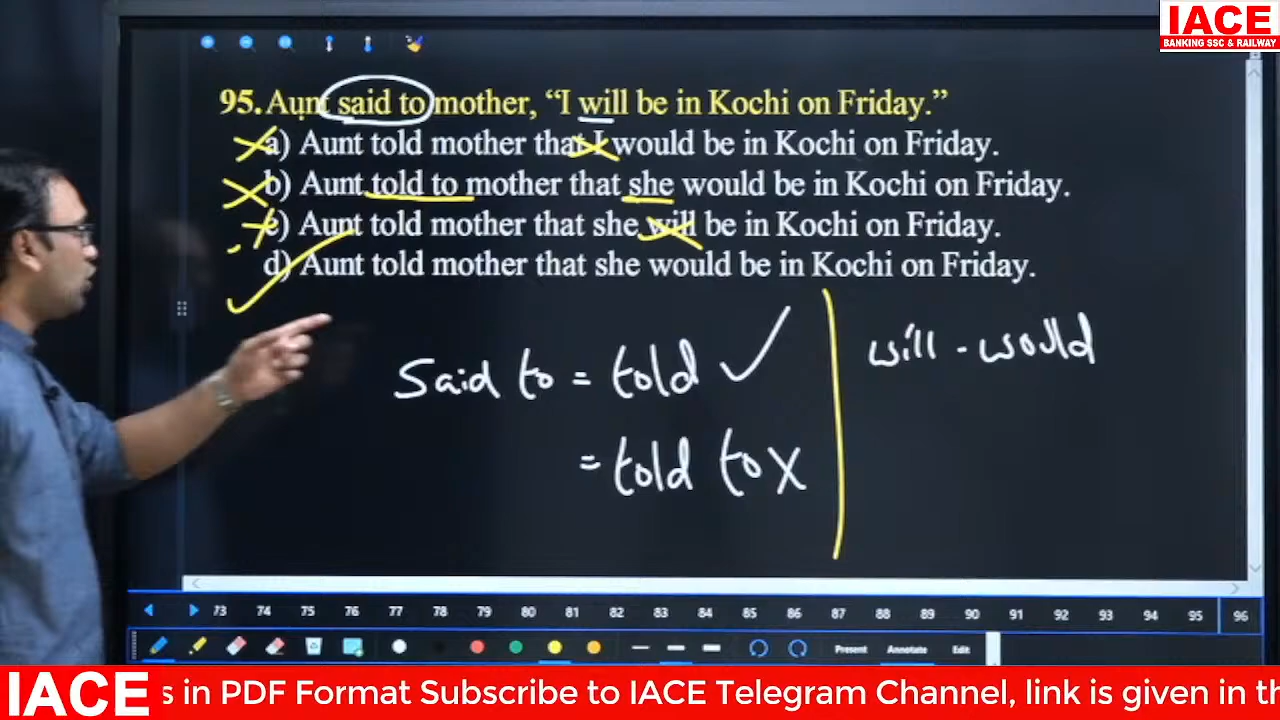 IACE
BANKING SSC & RAILWAY
95. Aunt said to mother, “I will be in Kochi on Friday.”
a) Aunt told mother that I would be in Kochi on Friday.
b) Aunt told to mother that she would be in Kochi on Friday.
c) Aunt told mother that she will be in Kochi on Friday.
d) Aunt told mother that she would be in Kochi on Friday.
Said to = told ✓
= told to X
will - would
73 74 75 76 77 78 79 80 81 82 83 84 85 86 87 88 89 90 91 92 93 94 95 96
Present Annotate Edit
IACE s in PDF Format Subscribe to IACE Telegram Channel, link is given in th